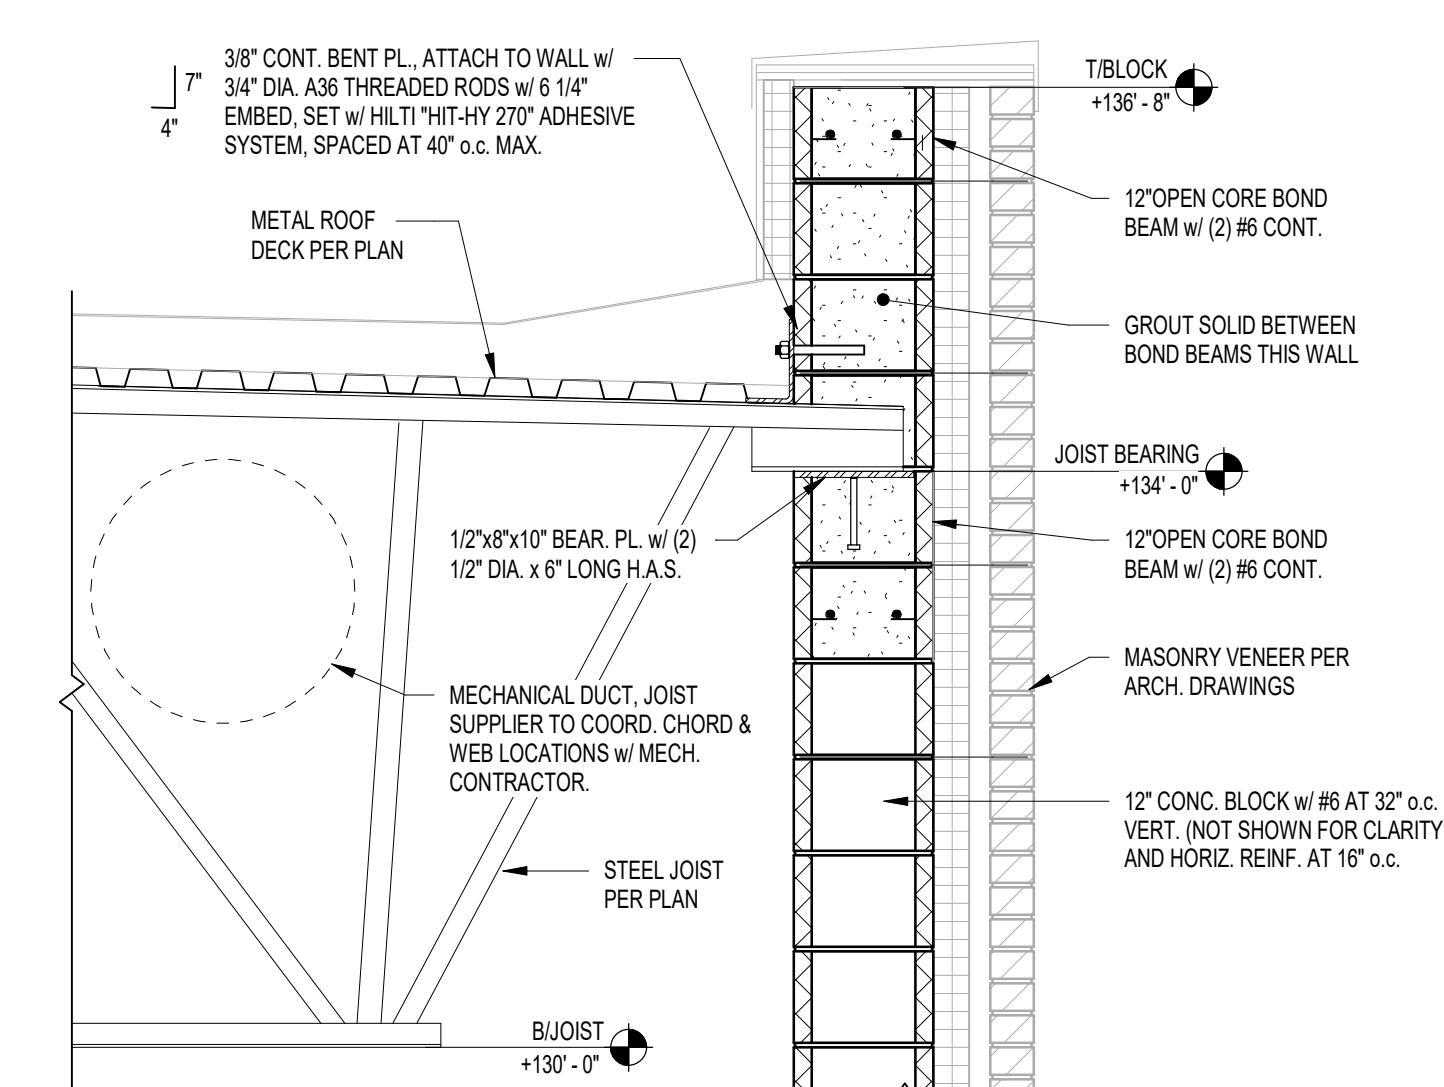 3/8" CONT. BENT PL., ATTACH TO WALL w/
3/4" DIA. A36 THREADED RODS w/ 6 1/4"
EMBED, SET w/ HILTI "HIT-HY 270" ADHESIVE
SYSTEM, SPACED AT 40" o.c. MAX.
7"
4"
METAL ROOF
DECK PER PLAN
T/BLOCK
+136' - 8"
12"OPEN CORE BOND
BEAM w/ (2) #6 CONT.
GROUT SOLID BETWEEN
BOND BEAMS THIS WALL
JOIST BEARING
+134' - 0"
1/2"x8"x10" BEAR. PL. w/ (2)
1/2" DIA. x 6" LONG H.A.S.
12"OPEN CORE BOND
BEAM w/ (2) #6 CONT.
MASONRY VENEER PER
ARCH. DRAWINGS
MECHANICAL DUCT, JOIST
SUPPLIER TO COORD. CHORD &
WEB LOCATIONS w/ MECH.
CONTRACTOR.
12" CONC. BLOCK w/ #6 AT 32" o.c.
VERT. (NOT SHOWN FOR CLARITY
AND HORIZ. REINF. AT 16" o.c.
STEEL JOIST
PER PLAN
B/JOIST
+130' - 0"